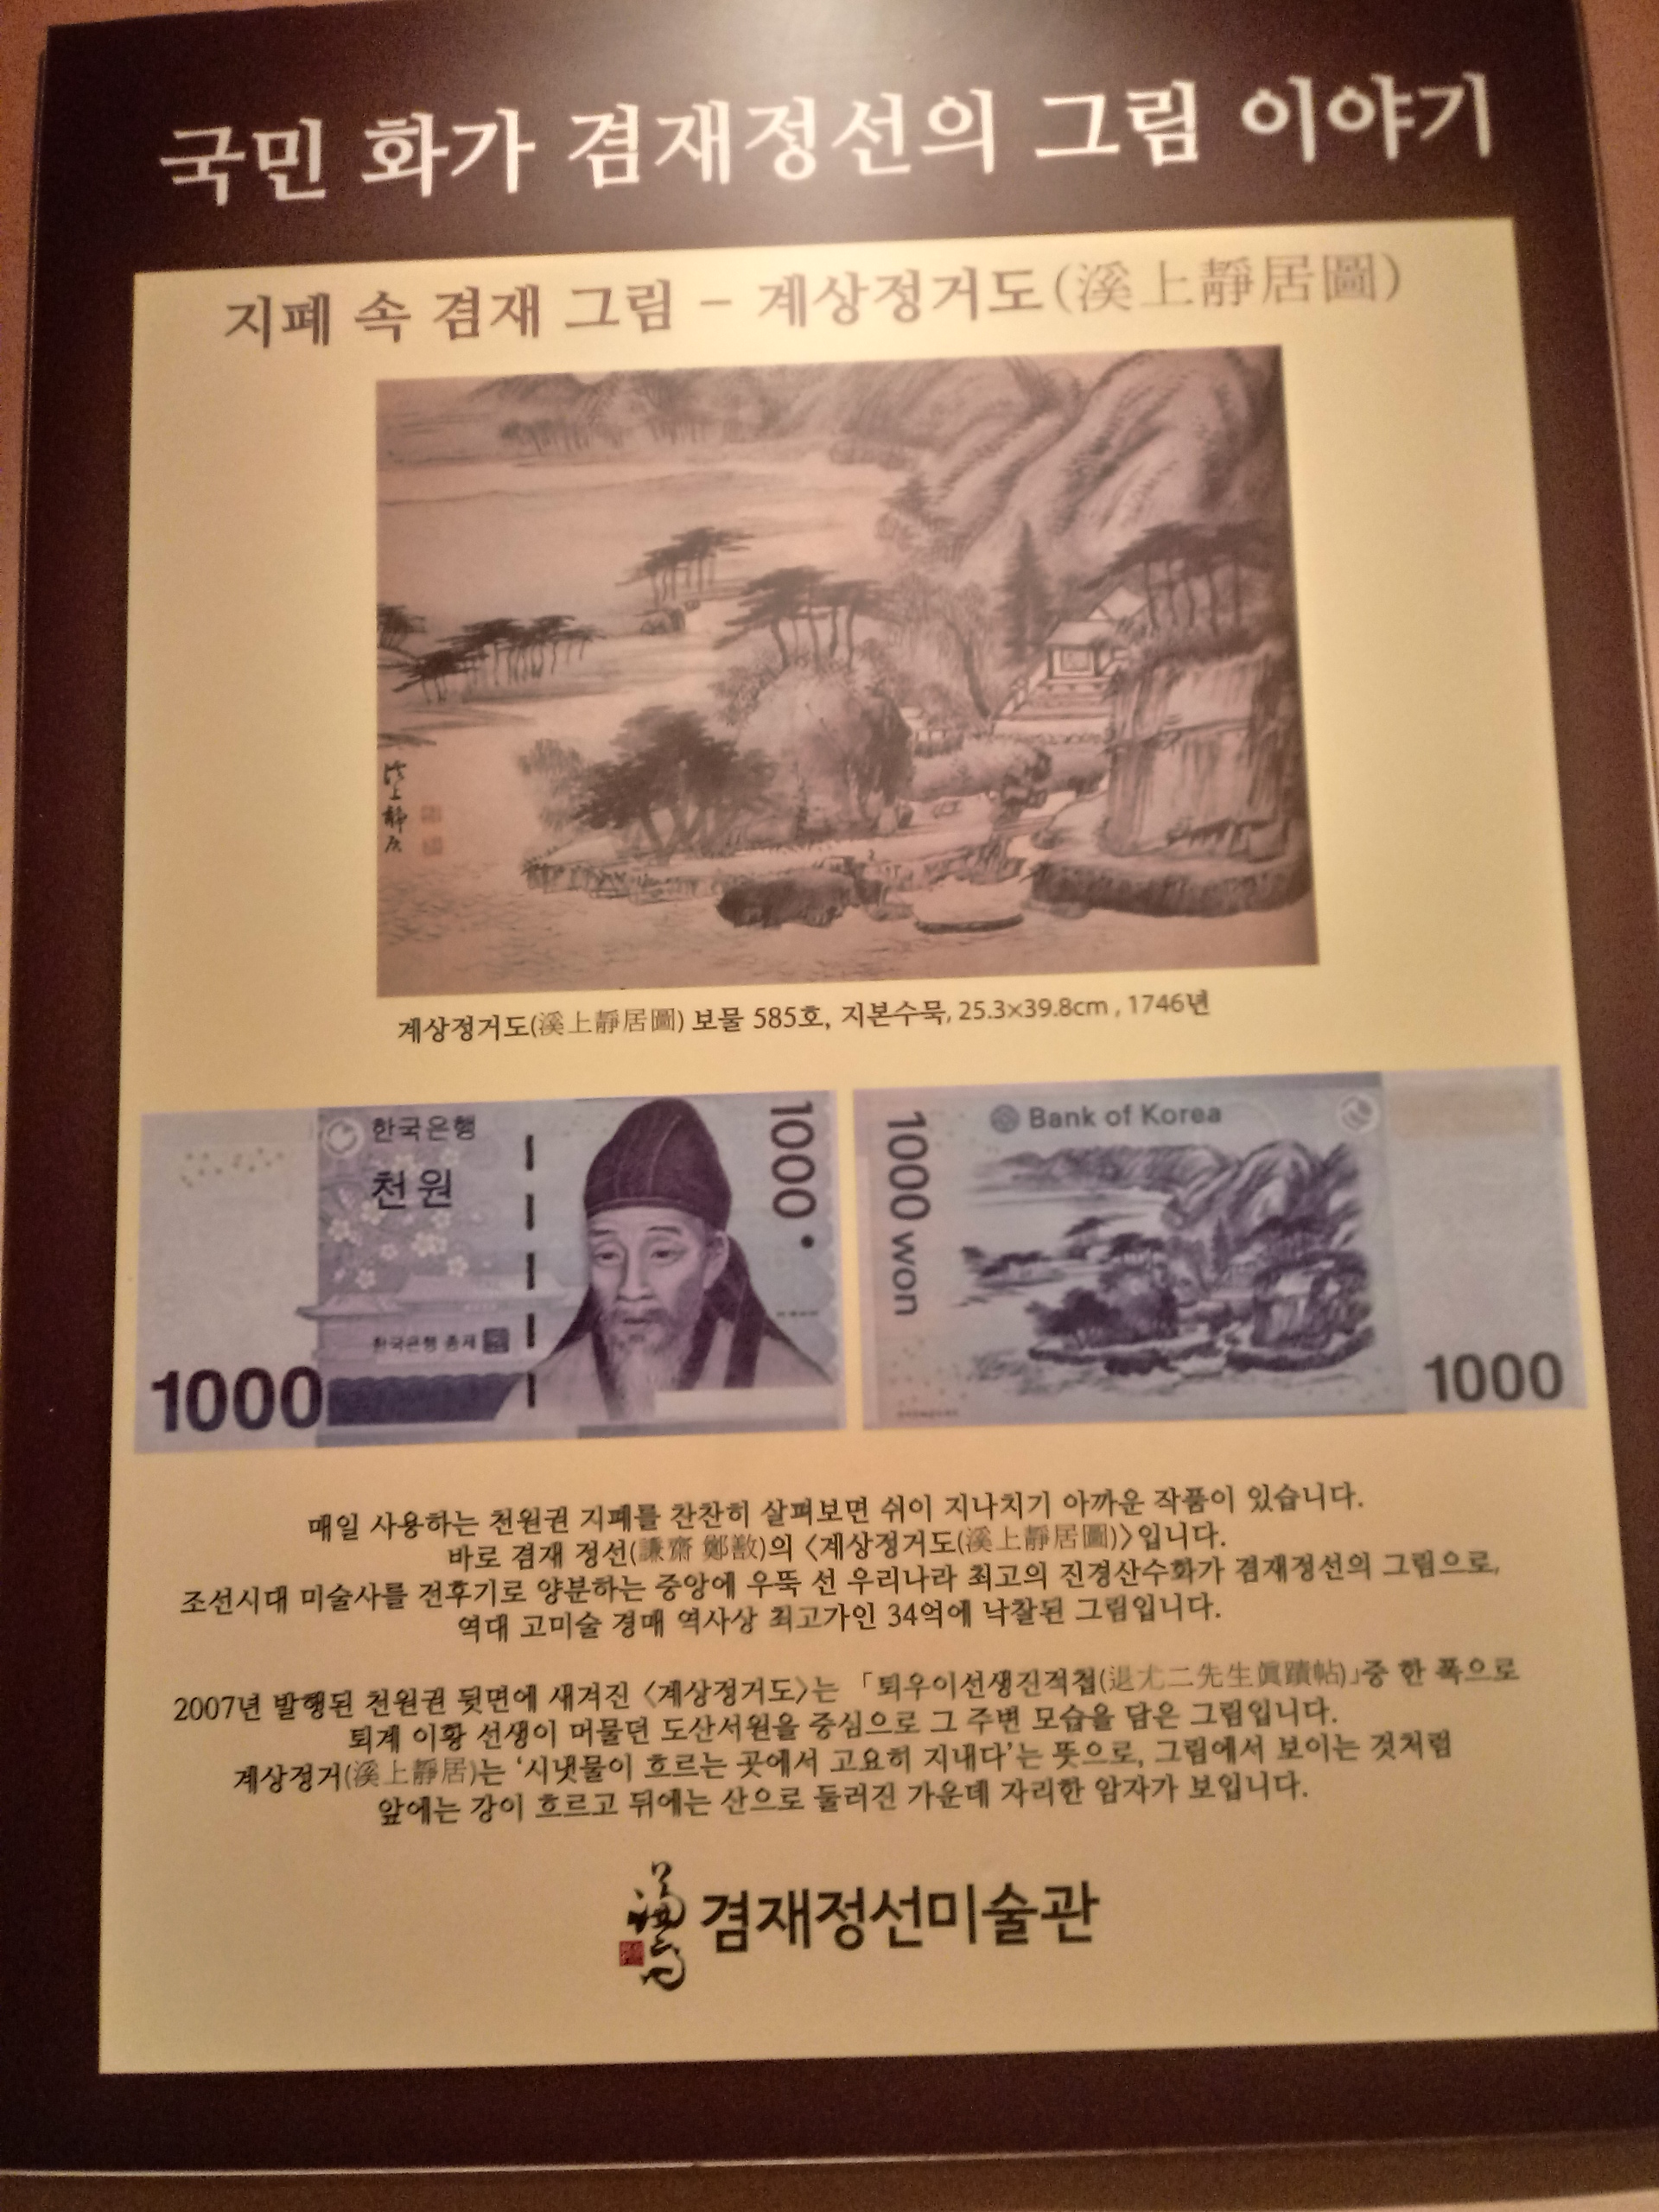 국민 화가 겸재정선의 그림 이야기
지폐 속 겸재 그림 – 계상정거도(溪上靜居圖)
溪上靜居
계상정거도(溪上靜居圖) 보물 585호, 지본수묵, 25.3×39.8cm , 1746년
한국은행
천원
1000
한국은행 총재
1000
Bank of Korea
1000 won
1000
매일 사용하는 천원권 지폐를 찬찬히 살펴보면 쉬이 지나치기 아까운 작품이 있습니다.
바로 겸재 정선(謙齋 鄭敾)의 〈계상정거도(溪上靜居圖)〉입니다.
조선시대 미술사를 전후기로 양분하는 중앙에 우뚝 선 우리나라 최고의 진경산수화가 겸재정선의 그림으로,
역대 고미술 경매 역사상 최고가인 34억에 낙찰된 그림입니다.
2007년 발행된 천원권 뒷면에 새겨진 〈계상정거도〉는 「퇴우이선생진적첩(退尤二先生眞蹟帖)」중 한 폭으로
퇴계 이황 선생이 머물던 도산서원을 중심으로 그 주변 모습을 담은 그림입니다.
계상정거(溪上靜居)는 ‘시냇물이 흐르는 곳에서 고요히 지내다’는 뜻으로, 그림에서 보이는 것처럼
앞에는 강이 흐르고 뒤에는 산으로 둘러진 가운데 자리한 암자가 보입니다.
겸재정선미술관